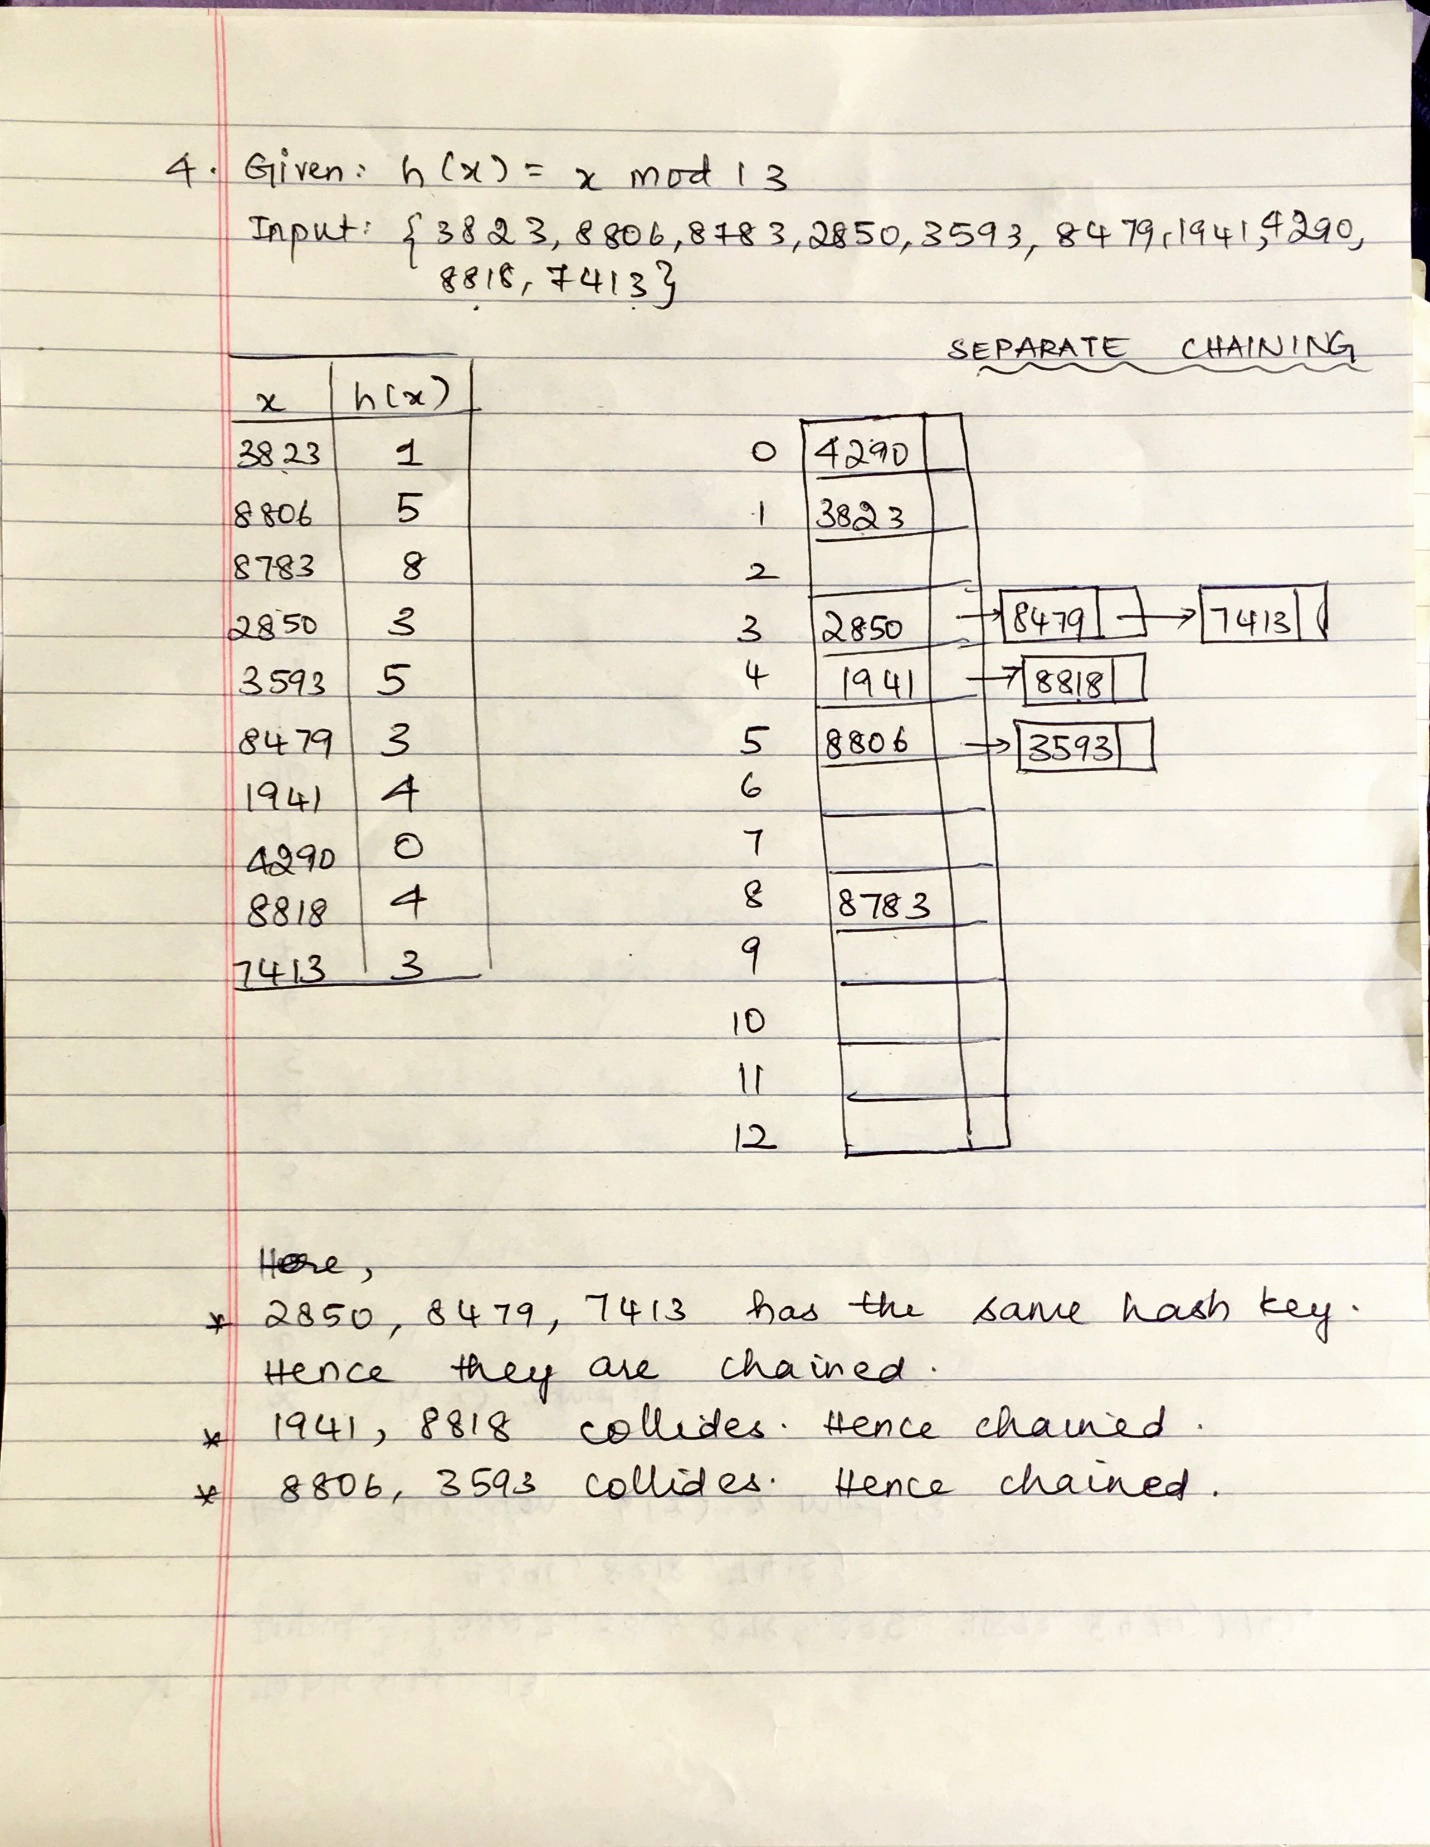 4. Given: h(x) = x mod 13
Input: {3823, 8806, 8783, 2850, 3593, 8479, 1941, 4290,
8818, 7413}
SEPARATE CHAINING
x h(x)
3823 1
8806 5
8783 8
2850 3
3593 5
8479 3
1941 4
4290 0
8818 4
7413 3
0 4290
1 3823
2
3 2850 → 8479 → 7413
4 1941 → 8818
5 8806 → 3593
6
7
8 8783
9
10
11
12
Here,
* 2850, 8479, 7413 has the same hash key.
Hence they are chained.
* 1941, 8818 collides. Hence chained.
* 8806, 3593 collides. Hence chained.